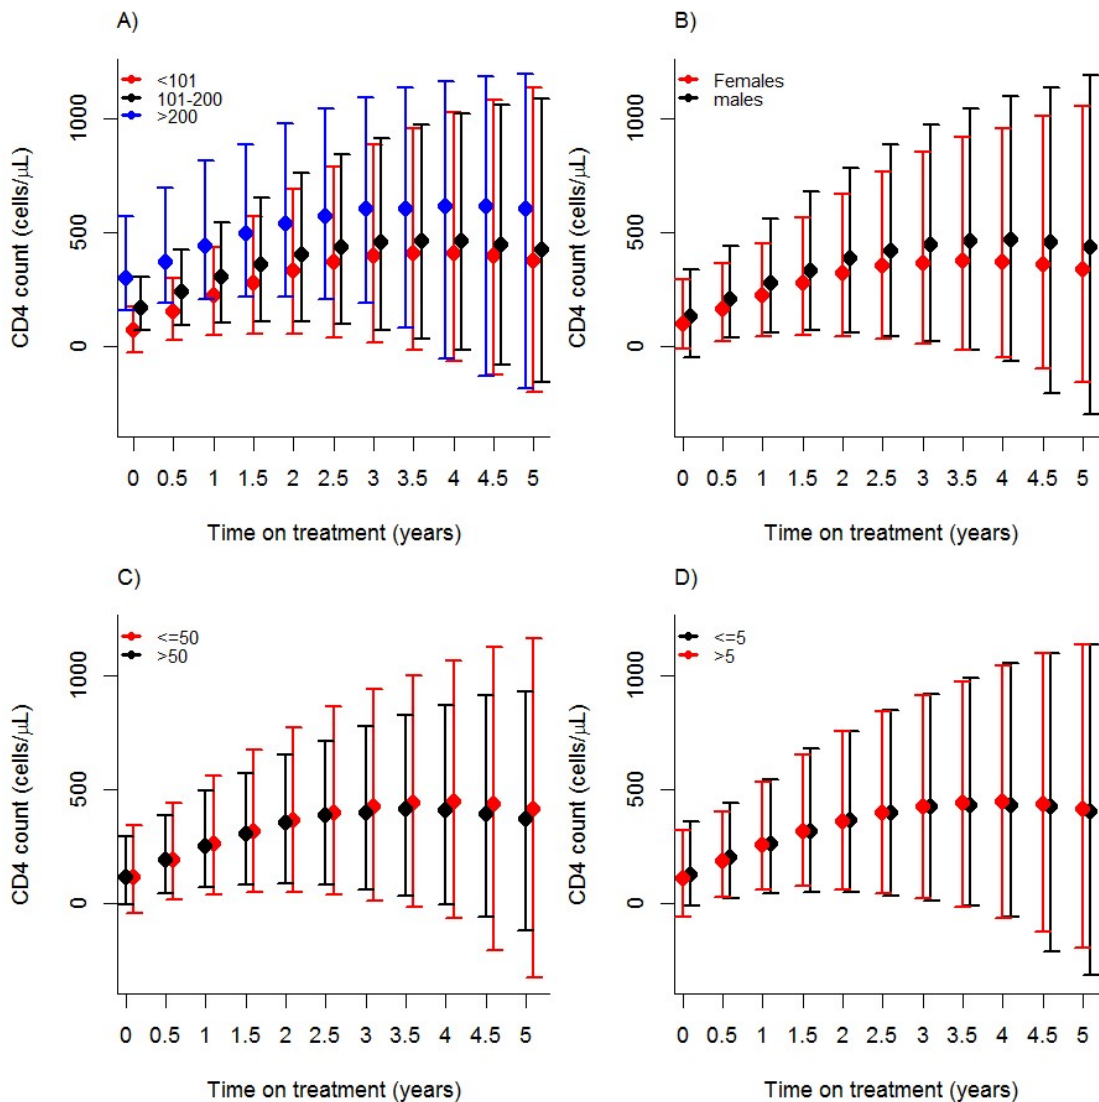 A)
<101
101-200
>200
CD4 count (cells/μL)
0
500
1000
0 0.5 1 1.5 2 2.5 3 3.5 4 4.5 5
Time on treatment (years)
B)
Females
males
CD4 count (cells/μL)
0
500
1000
0 0.5 1 1.5 2 2.5 3 3.5 4 4.5 5
Time on treatment (years)
C)
<=50
>50
CD4 count (cells/μL)
0
500
1000
0 0.5 1 1.5 2 2.5 3 3.5 4 4.5 5
Time on treatment (years)
D)
<=5
>5
CD4 count (cells/μL)
0
500
1000
0 0.5 1 1.5 2 2.5 3 3.5 4 4.5 5
Time on treatment (years)